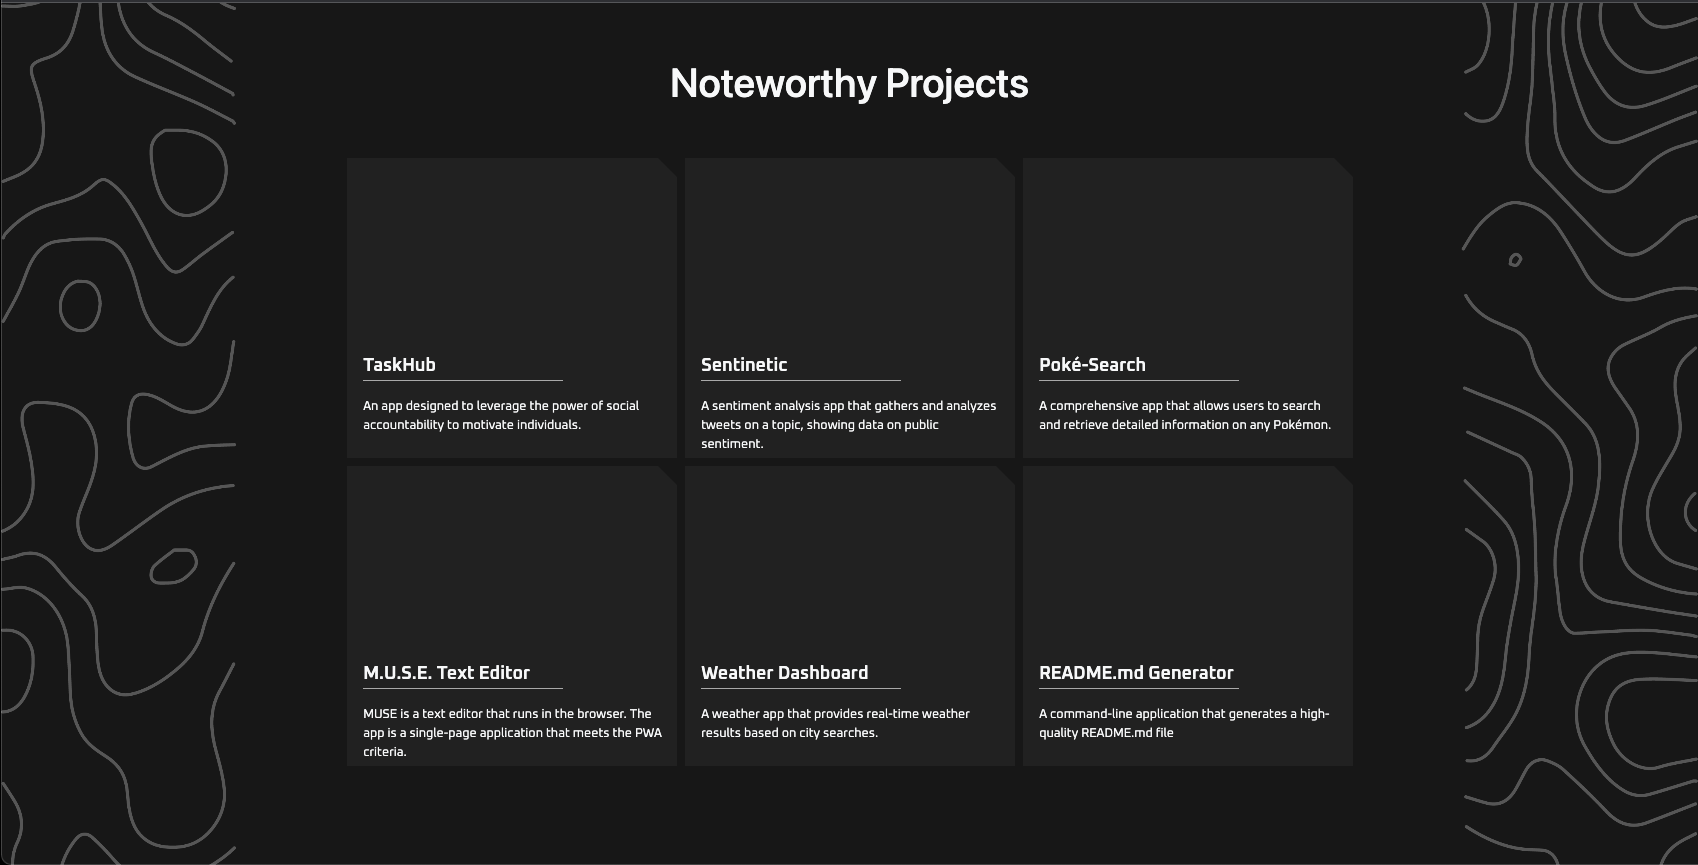 Noteworthy Projects
TaskHub
An app designed to leverage the power of social
accountability to motivate individuals.
Sentinetic
A sentiment analysis app that gathers and analyzes
tweets on a topic, showing data on public
sentiment.
Poké-Search
A comprehensive app that allows users to search
and retrieve detailed information on any Pokémon.
M.U.S.E. Text Editor
MUSE is a text editor that runs in the browser. The
app is a single-page application that meets the PWA
criteria.
Weather Dashboard
A weather app that provides real-time weather
results based on city searches.
README.md Generator
A command-line application that generates a high-
quality README.md file